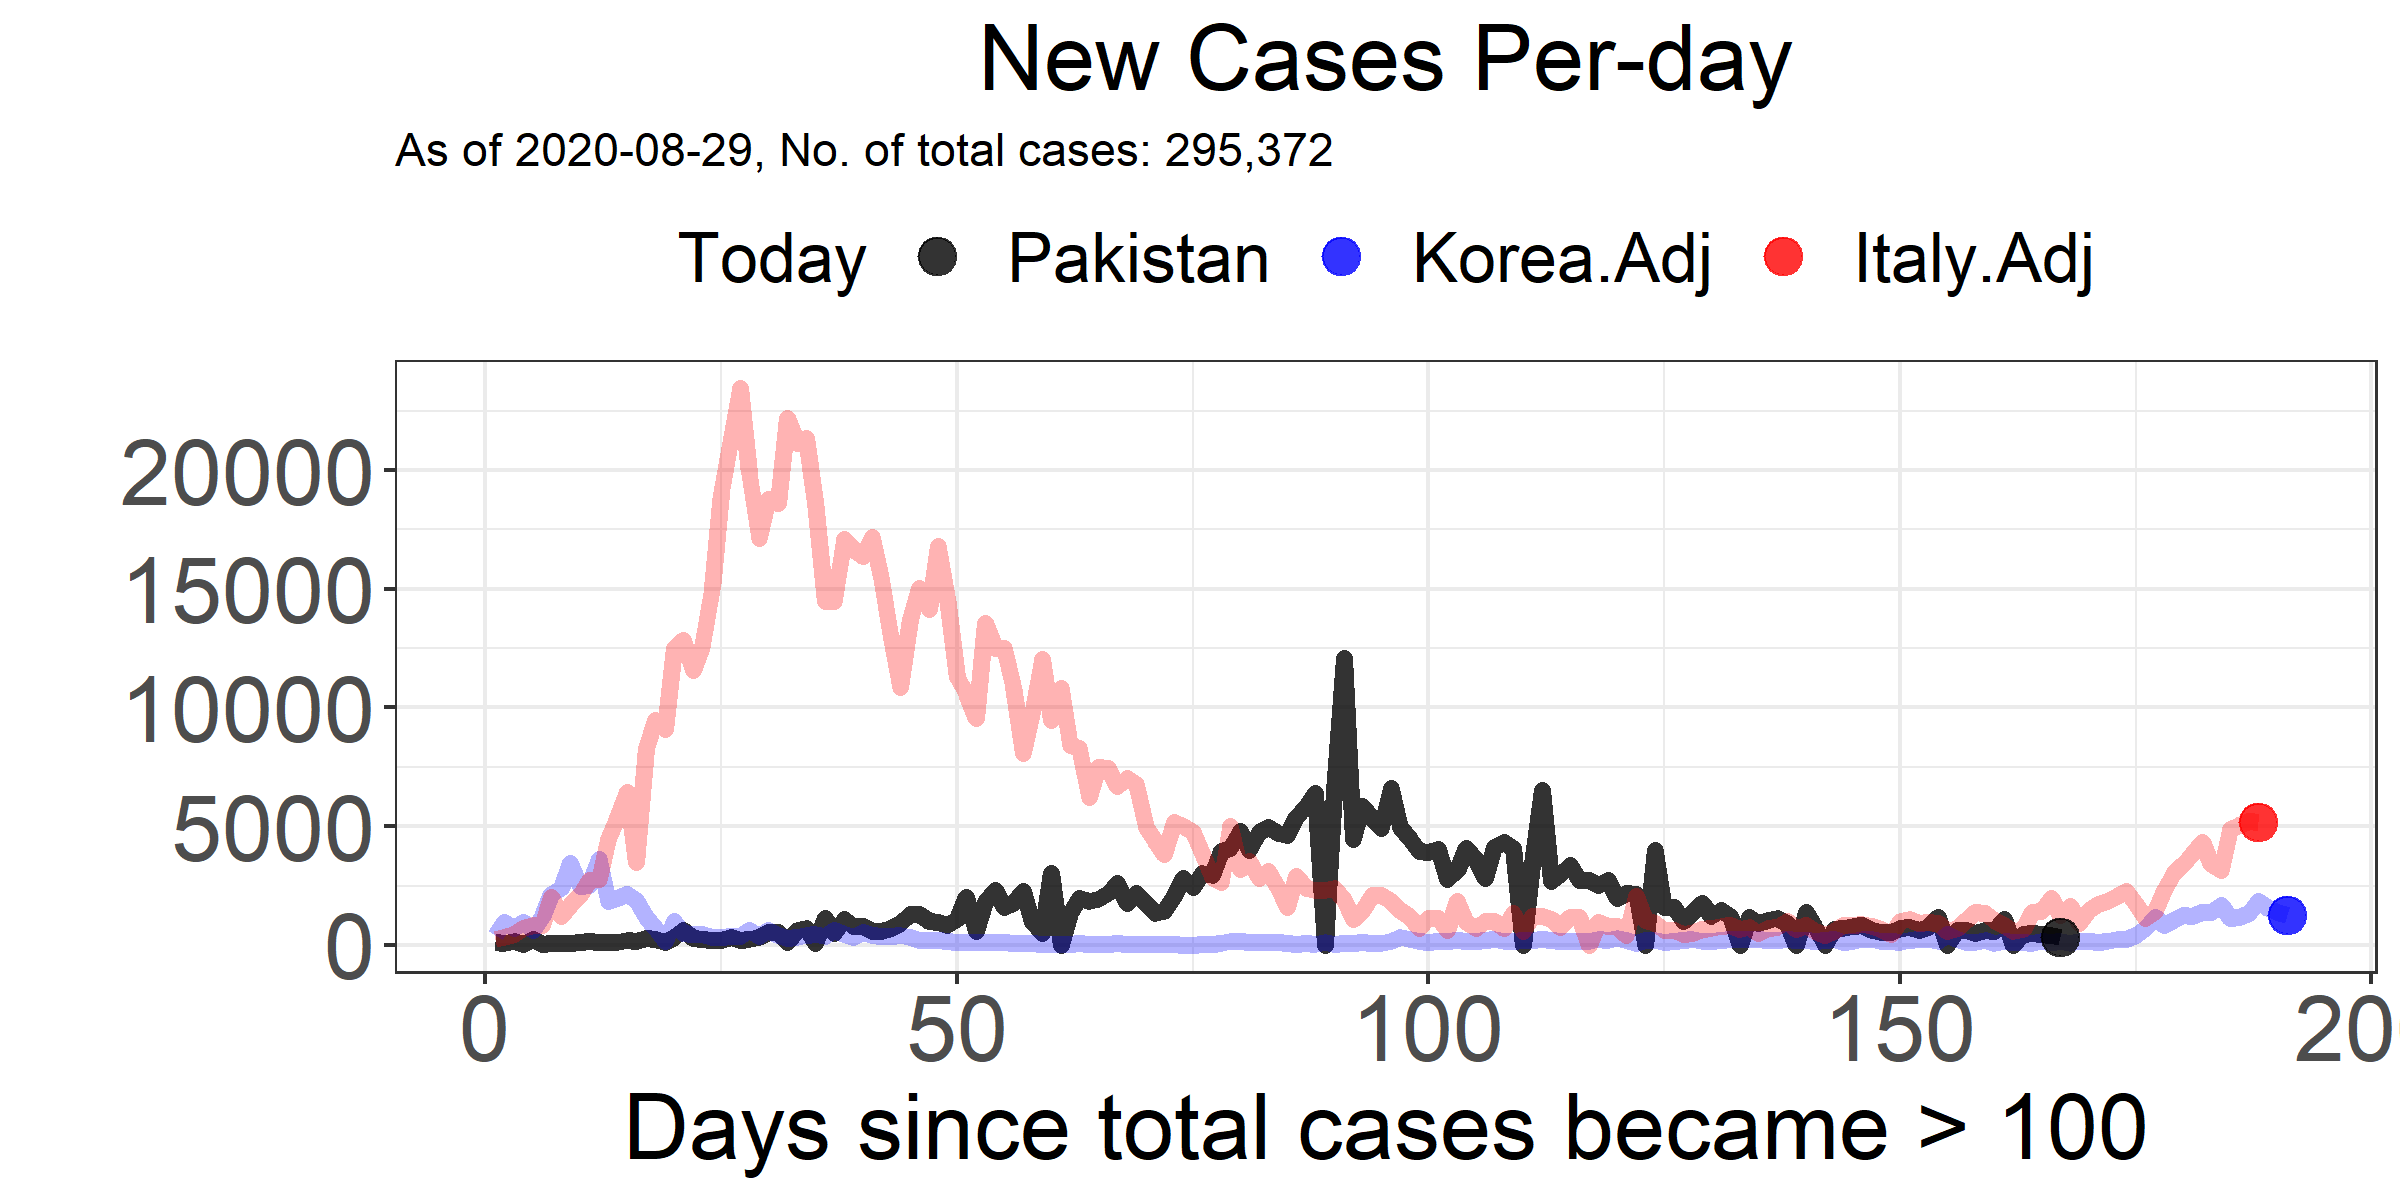 New Cases Per-day
As of 2020-08-29, No. of total cases: 295,372
Today Pakistan Korea.Adj Italy.Adj
20000
15000
10000
5000
0
0 50 100 150 20
Days since total cases became > 100